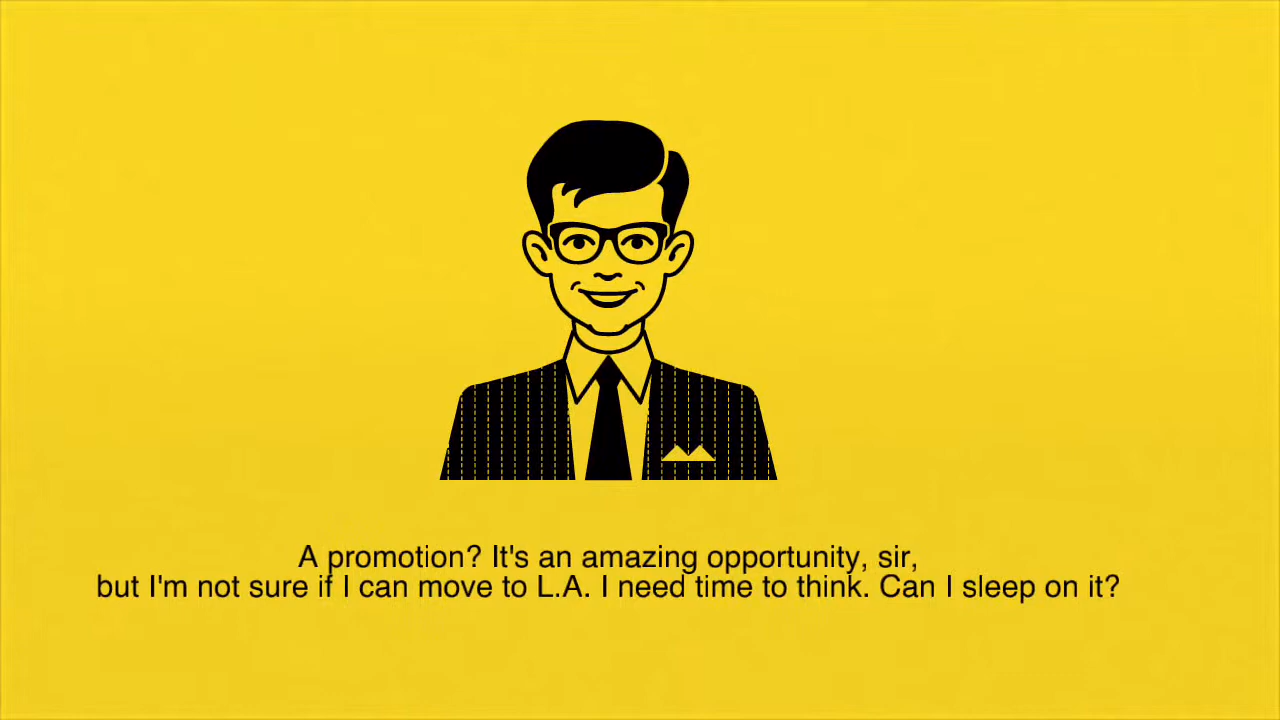 A promotion? It's an amazing opportunity, sir,
but I'm not sure if I can move to L.A. I need time to think. Can I sleep on it?